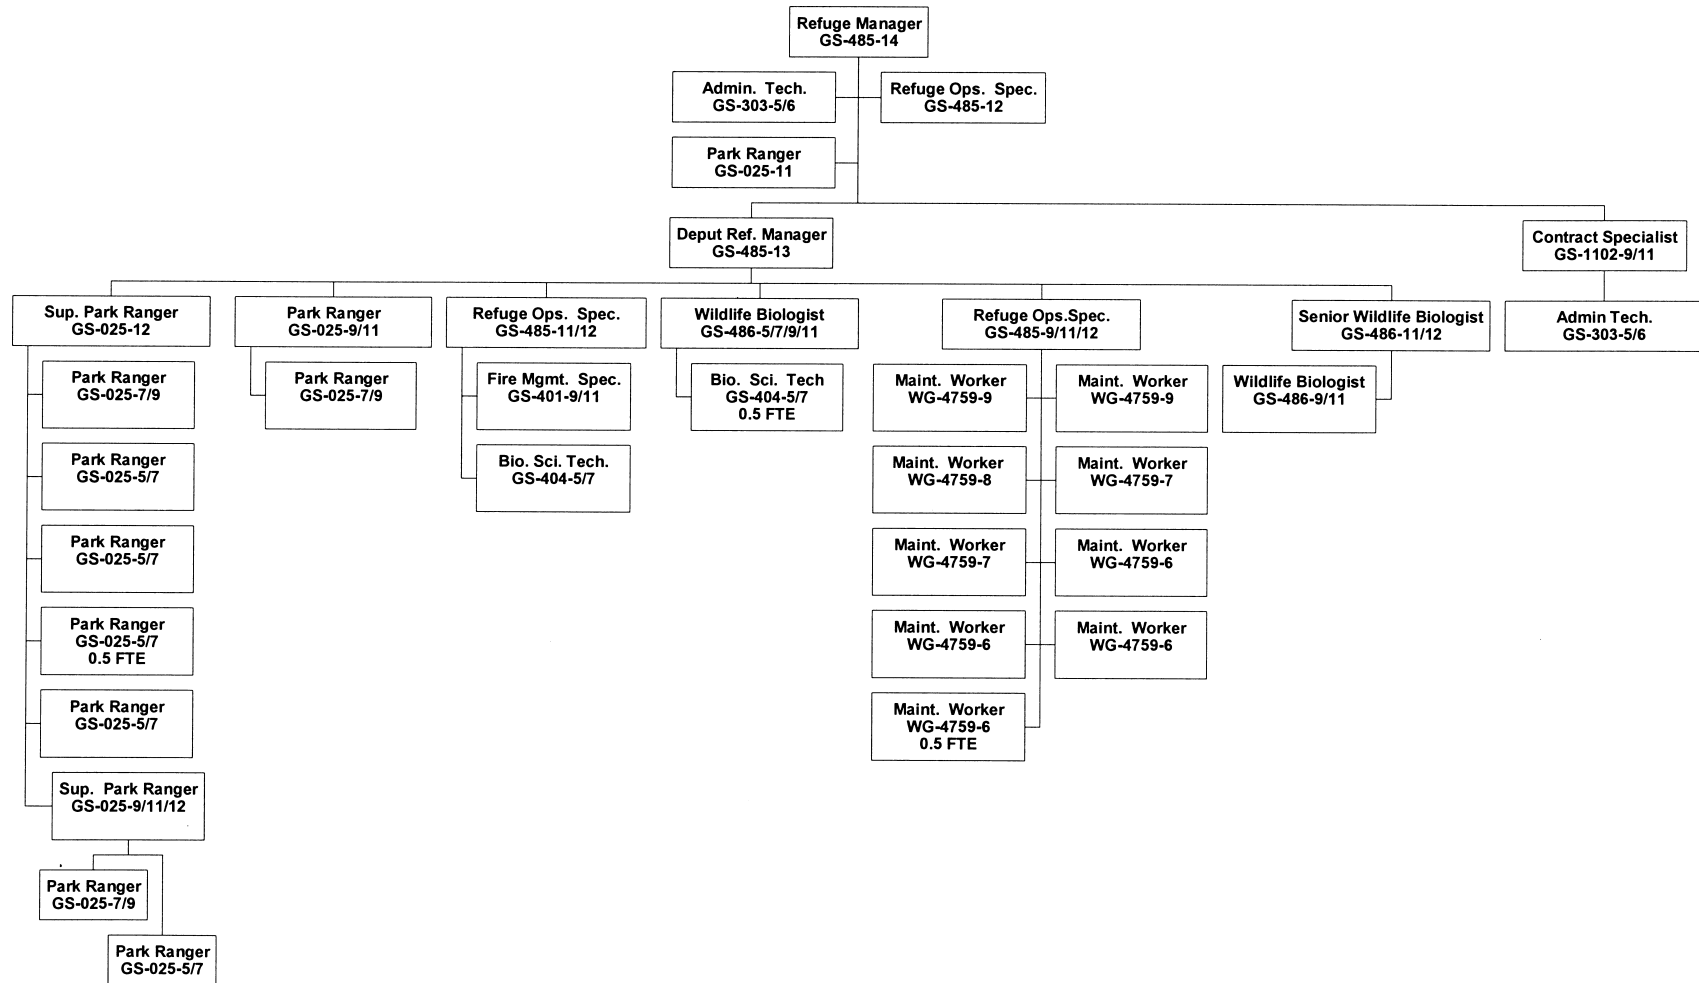 Refuge Manager
GS-485-14
Admin. Tech.
GS-303-5/6
Refuge Ops. Spec.
GS-485-12
Park Ranger
GS-025-11
Deput Ref. Manager
GS-485-13
Contract Specialist
GS-1102-9/11
Sup. Park Ranger
GS-025-12
Park Ranger
GS-025-9/11
Refuge Ops. Spec.
GS-485-11/12
Wildlife Biologist
GS-486-5/7/9/11
Refuge Ops.Spec.
GS-485-9/11/12
Senior Wildlife Biologist
GS-486-11/12
Admin Tech.
GS-303-5/6
Park Ranger
GS-025-7/9
Park Ranger
GS-025-7/9
Fire Mgmt. Spec.
GS-401-9/11
Bio. Sci. Tech
GS-404-5/7
0.5 FTE
Maint. Worker
WG-4759-9
Maint. Worker
WG-4759-9
Wildlife Biologist
GS-486-9/11
Park Ranger
GS-025-5/7
Bio. Sci. Tech.
GS-404-5/7
Maint. Worker
WG-4759-8
Maint. Worker
WG-4759-7
Park Ranger
GS-025-5/7
Maint. Worker
WG-4759-7
Maint. Worker
WG-4759-6
Park Ranger
GS-025-5/7
0.5 FTE
Maint. Worker
WG-4759-6
Maint. Worker
WG-4759-6
Park Ranger
GS-025-5/7
Maint. Worker
WG-4759-6
0.5 FTE
Sup. Park Ranger
GS-025-9/11/12
Park Ranger
GS-025-7/9
Park Ranger
GS-025-5/7